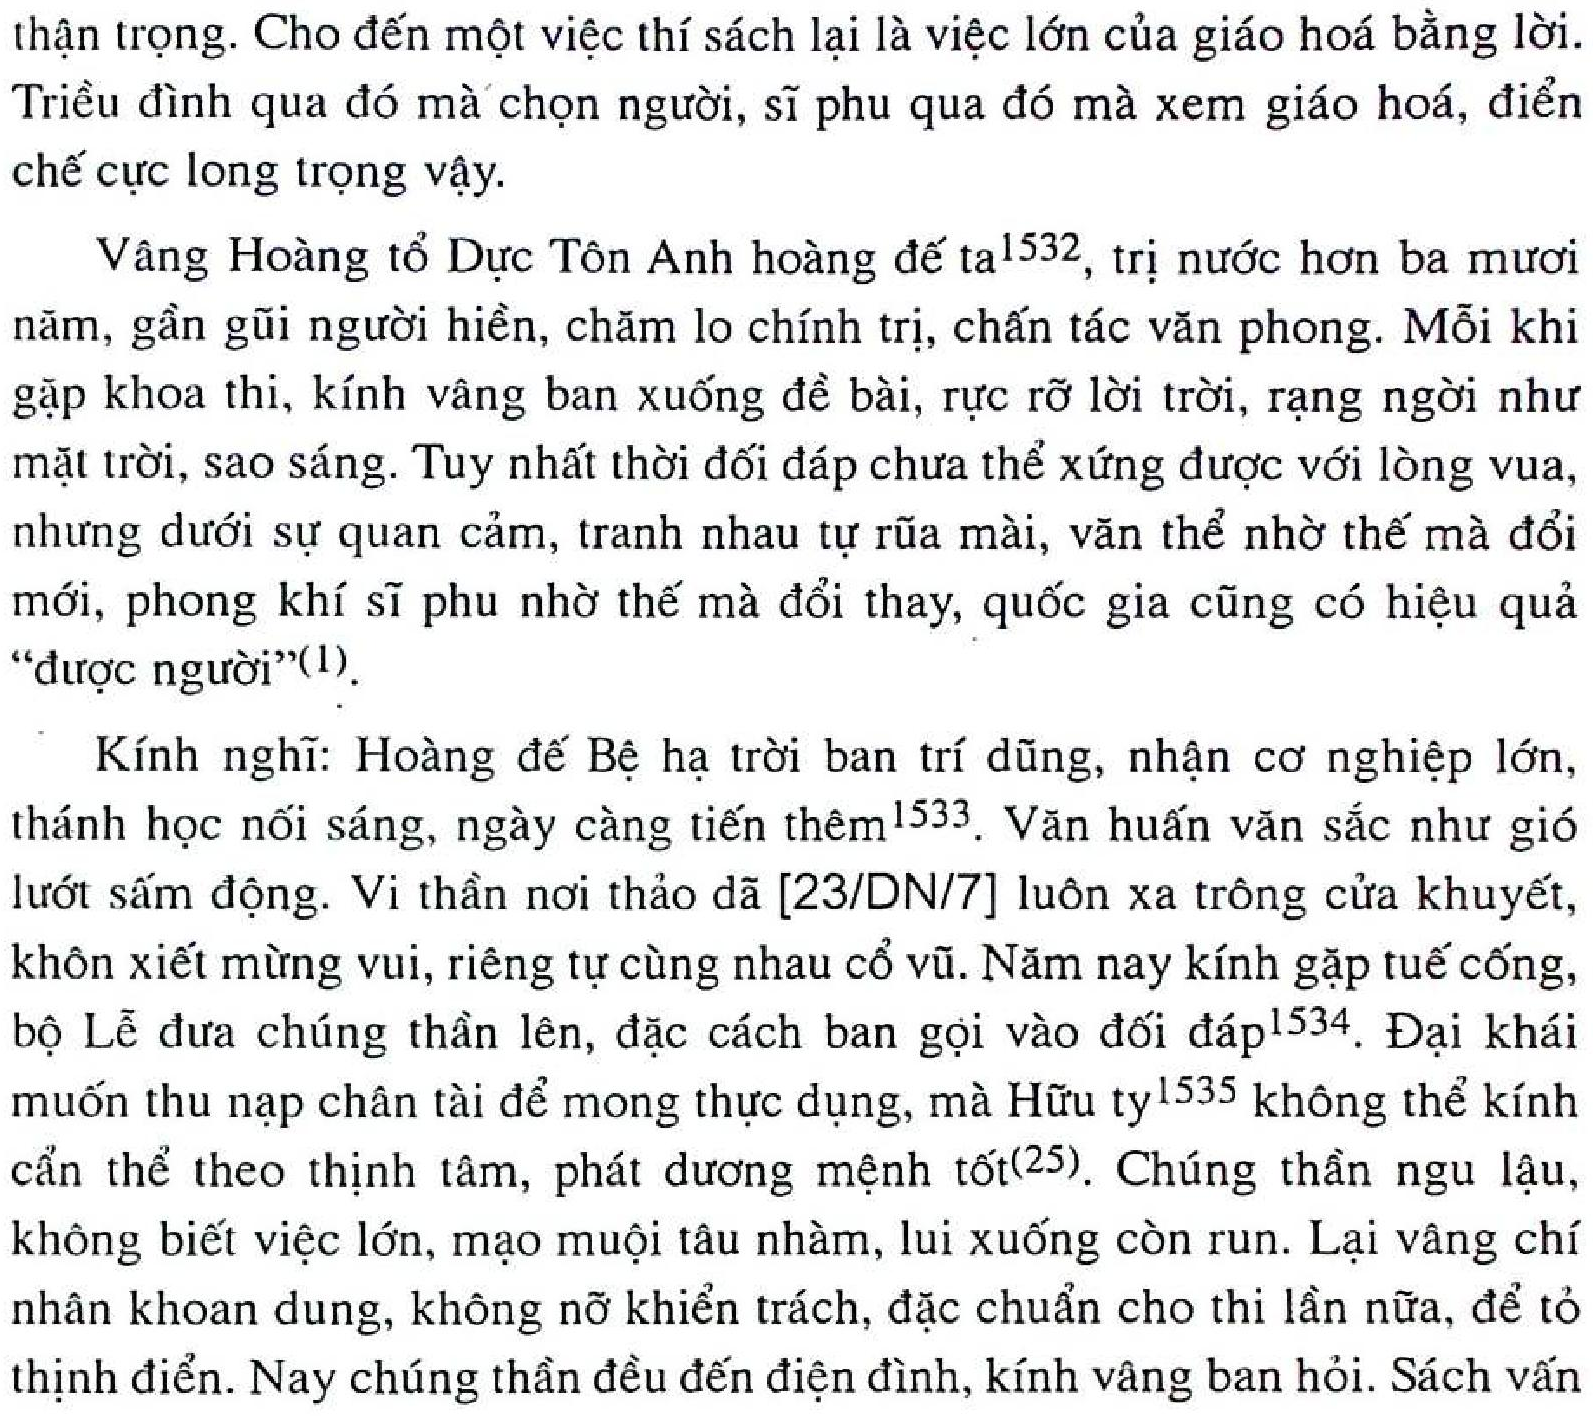 thận trọng. Cho đến một việc thí sách lại là việc lớn của giáo hoá bằng lời.
Triều đình qua đó mà chọn người, sĩ phu qua đó mà xem giáo hoá, điển
chế cực long trọng vậy.
Vâng Hoàng tổ Dực Tôn Anh hoàng đế ta1532, trị nước hơn ba mươi
năm, gần gũi người hiền, chăm lo chính trị, chấn tác văn phong. Mỗi khi
gặp khoa thi, kính vâng ban xuống đề bài, rực rỡ lời trời, rạng ngời như
mặt trời, sao sáng. Tuy nhất thời đối đáp chưa thể xứng được với lòng vua,
nhưng dưới sự quan cảm, tranh nhau tự rũa mài, văn thể nhờ thế mà đổi
mới, phong khí sĩ phu nhờ thế mà đổi thay, quốc gia cũng có hiệu quả
“được người”(1).
Kính nghĩ: Hoàng đế Bệ hạ trời ban trí dũng, nhận cơ nghiệp lớn,
thánh học nối sáng, ngày càng tiến thêm1533. Văn huấn văn sắc như gió
lướt sấm động. Vi thần nơi thảo dã [23/DN/7] luôn xa trông cửa khuyết,
khôn xiết mừng vui, riêng tự cùng nhau cổ vũ. Năm nay kính gặp tuế cống,
bộ Lễ đưa chúng thần lên, đặc cách ban gọi vào đối đáp1534. Đại khái
muốn thu nạp chân tài để mong thực dụng, mà Hữu ty1535 không thể kính
cẩn thể theo thịnh tâm, phát dương mệnh tốt(25). Chúng thần ngu lậu,
không biết việc lớn, mạo muội tâu nhàm, lui xuống còn run. Lại vâng chí
nhân khoan dung, không nỡ khiển trách, đặc chuẩn cho thi lần nữa, để tỏ
thịnh điển. Nay chúng thần đều đến điện đình, kính vâng ban hỏi. Sách vấn